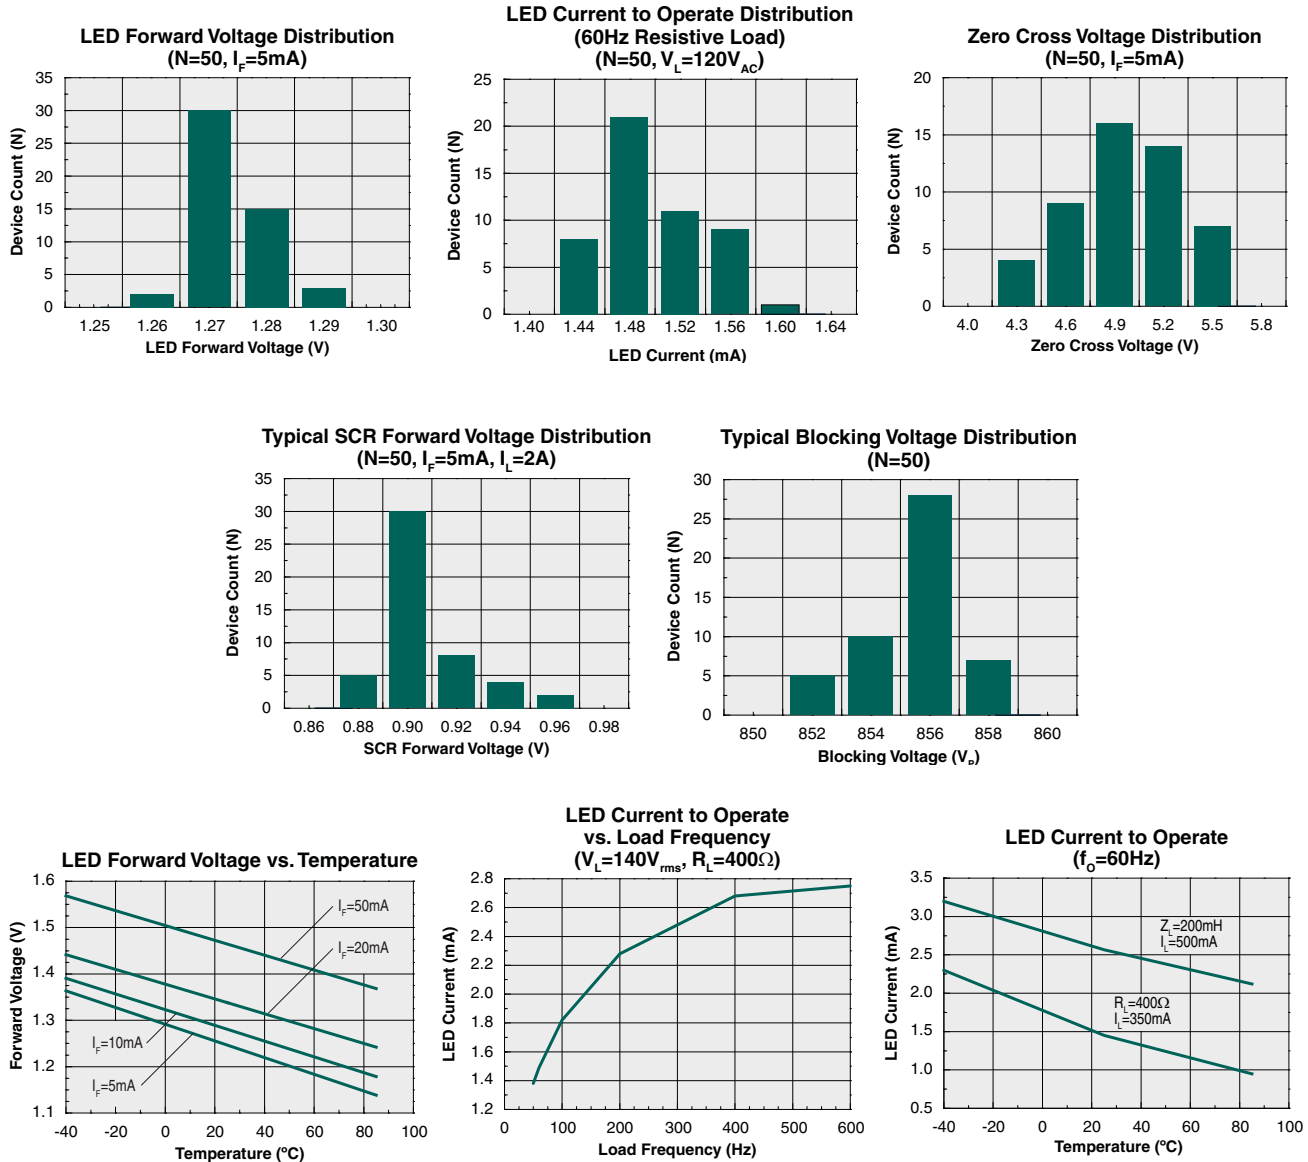 LED Forward Voltage Distribution
(N=50, IF=5mA)
35
30
25
20
15
10
5
0
Device Count (N)
1.25 1.26 1.27 1.28 1.29 1.30
LED Forward Voltage (V)
LED Current to Operate Distribution
(60Hz Resistive Load)
(N=50, VL=120VAC)
25
20
15
10
5
0
Device Count (N)
1.40 1.44 1.48 1.52 1.56 1.60 1.64
LED Current (mA)
Zero Cross Voltage Distribution
(N=50, IF=5mA)
20
15
10
5
0
Device Count (N)
4.0 4.3 4.6 4.9 5.2 5.5 5.8
Zero Cross Voltage (V)
Typical SCR Forward Voltage Distribution
(N=50, IF=5mA, IL=2A)
35
30
25
20
15
10
5
0
Device Count (N)
0.86 0.88 0.90 0.92 0.94 0.96 0.98
SCR Forward Voltage (V)
Typical Blocking Voltage Distribution
(N=50)
30
25
20
15
10
5
0
Device Count (N)
850 852 854 856 858 860
Blocking Voltage (VP)
LED Forward Voltage vs. Temperature
1.6
1.5
1.4
1.3
1.2
1.1
Forward Voltage (V)
IF=50mA
IF=20mA
IF=10mA
IF=5mA
-40 -20 0 20 40 60 80 100
Temperature (ºC)
LED Current to Operate
vs. Load Frequency
(VL=140Vrms, RL=400Ω)
2.8
2.6
2.4
2.2
2.0
1.8
1.6
1.4
1.2
LED Current (mA)
0 100 200 300 400 500 600
Load Frequency (Hz)
LED Current to Operate
(fO=60Hz)
3.5
3.0
2.5
2.0
1.5
1.0
0.5
LED Current (mA)
ZL=200mH
IL=500mA
RL=400Ω
IL=350mA
-40 -20 0 20 40 60 80 100
Temperature (ºC)